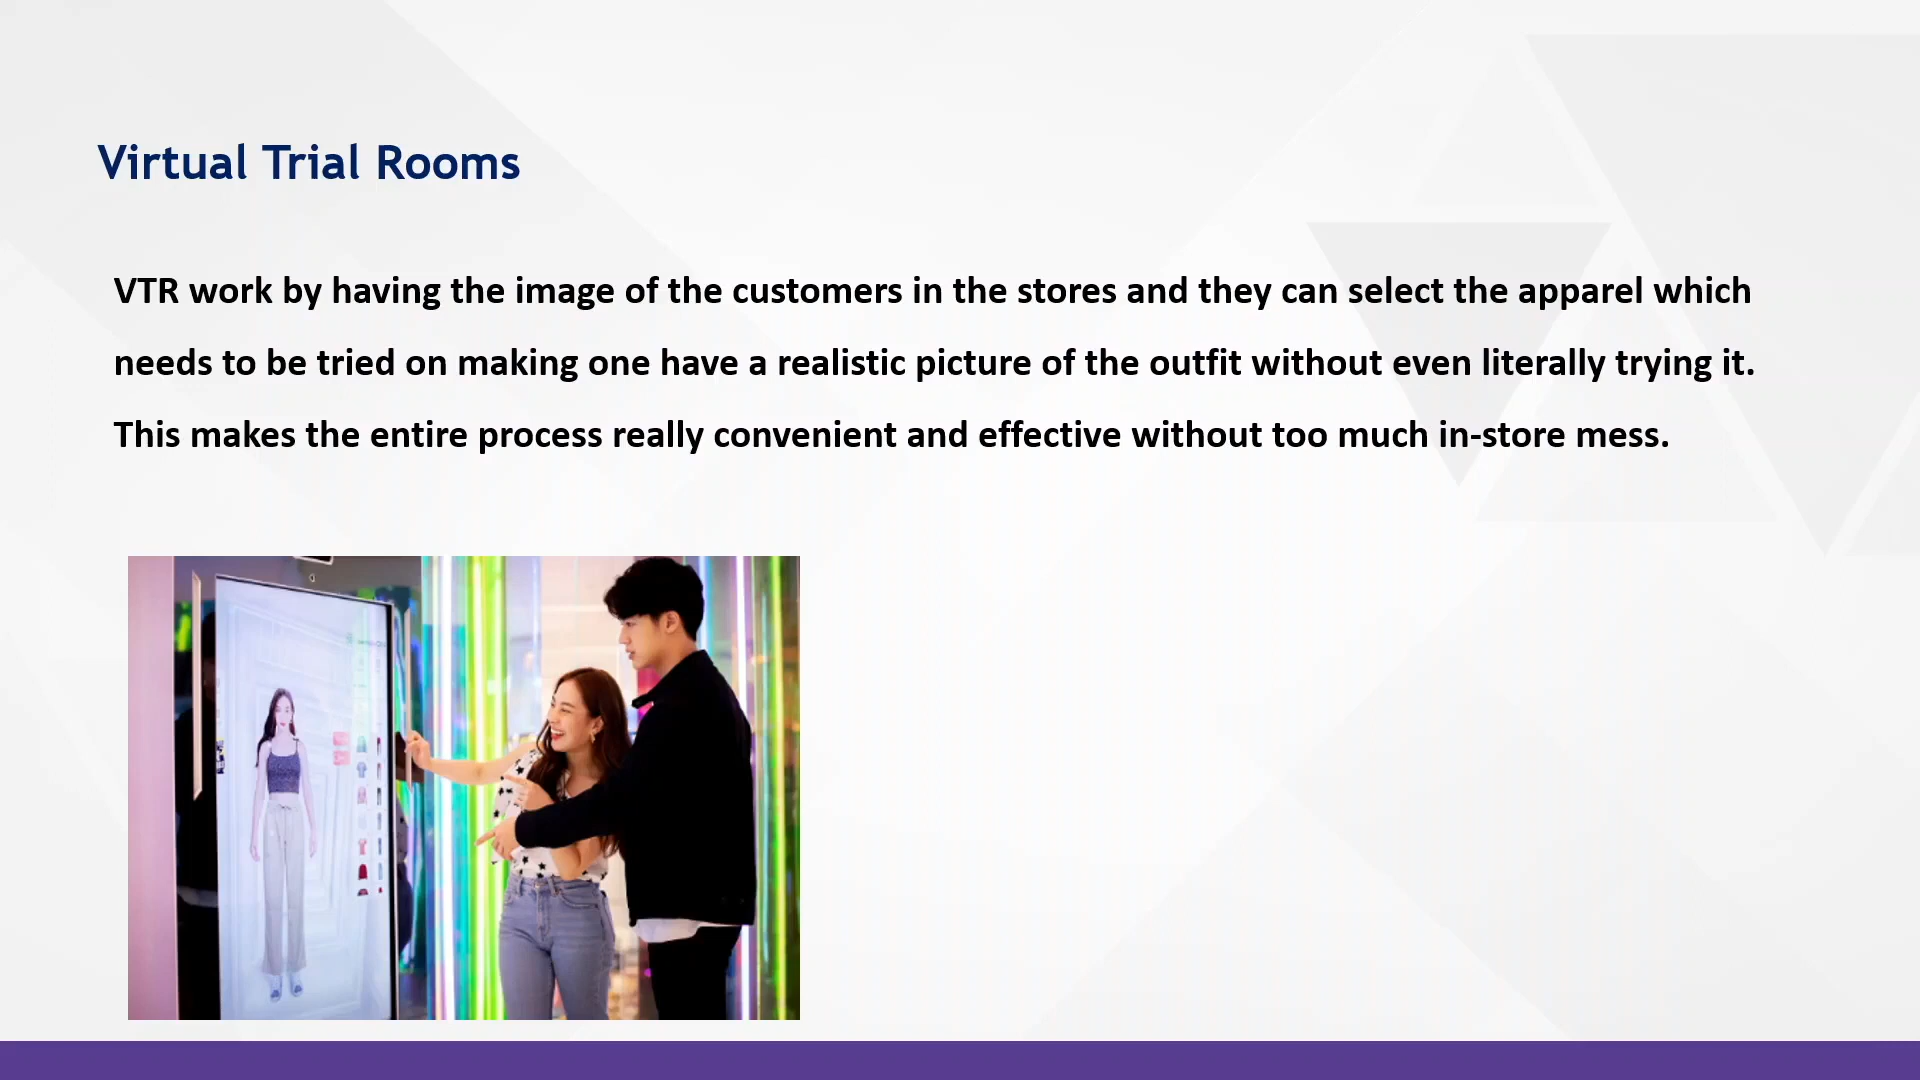 Virtual Trial Rooms
VTR work by having the image of the customers in the stores and they can select the apparel which
needs to be tried on making one have a realistic picture of the outfit without even literally trying it.
This makes the entire process really convenient and effective without too much in-store mess.